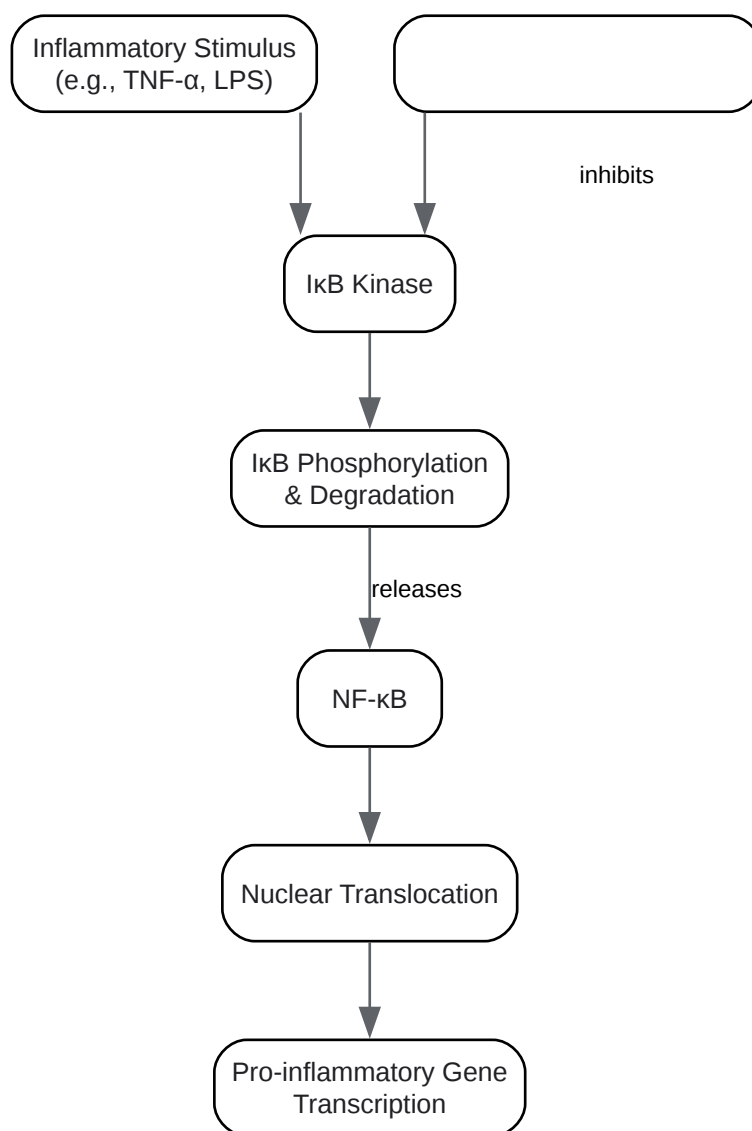 Inflammatory Stimulus
(e.g., TNF-α, LPS)
inhibits
IκB Kinase
IκB Phosphorylation
& Degradation
releases
NF-κB
Nuclear Translocation
Pro-inflammatory Gene
Transcription